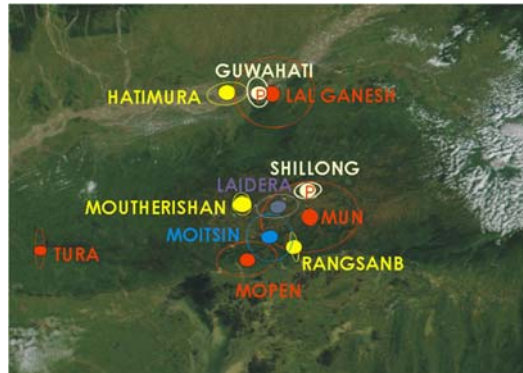 GUWAHATI
HATIMURA P LAL GANESH
SHILLONG
P
LAIDERA
MOUTHERISHAN MUN
MOITSIN
TURA RANGSANB
MOPEN